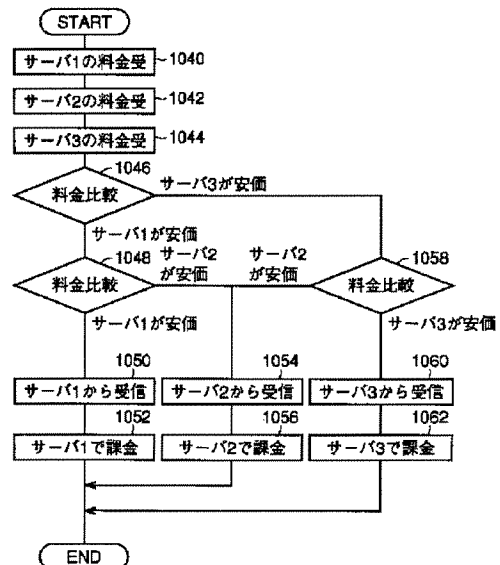 START
サーバ1の料金受 1040
サーバ2の料金受 1042
サーバ3の料金受 1044
1046
料金比較
サーバ3が安価
サーバ1が安価
1048
サーバ2
が安価
サーバ2
が安価
1058
料金比較
料金比較
サーバ1が安価
サーバ3が安価
1050
1054
1060
サーバ1から受信
サーバ2から受信
サーバ3から受信
1052
1056
1062
サーバ1で課金
サーバ2で課金
サーバ3で課金
END